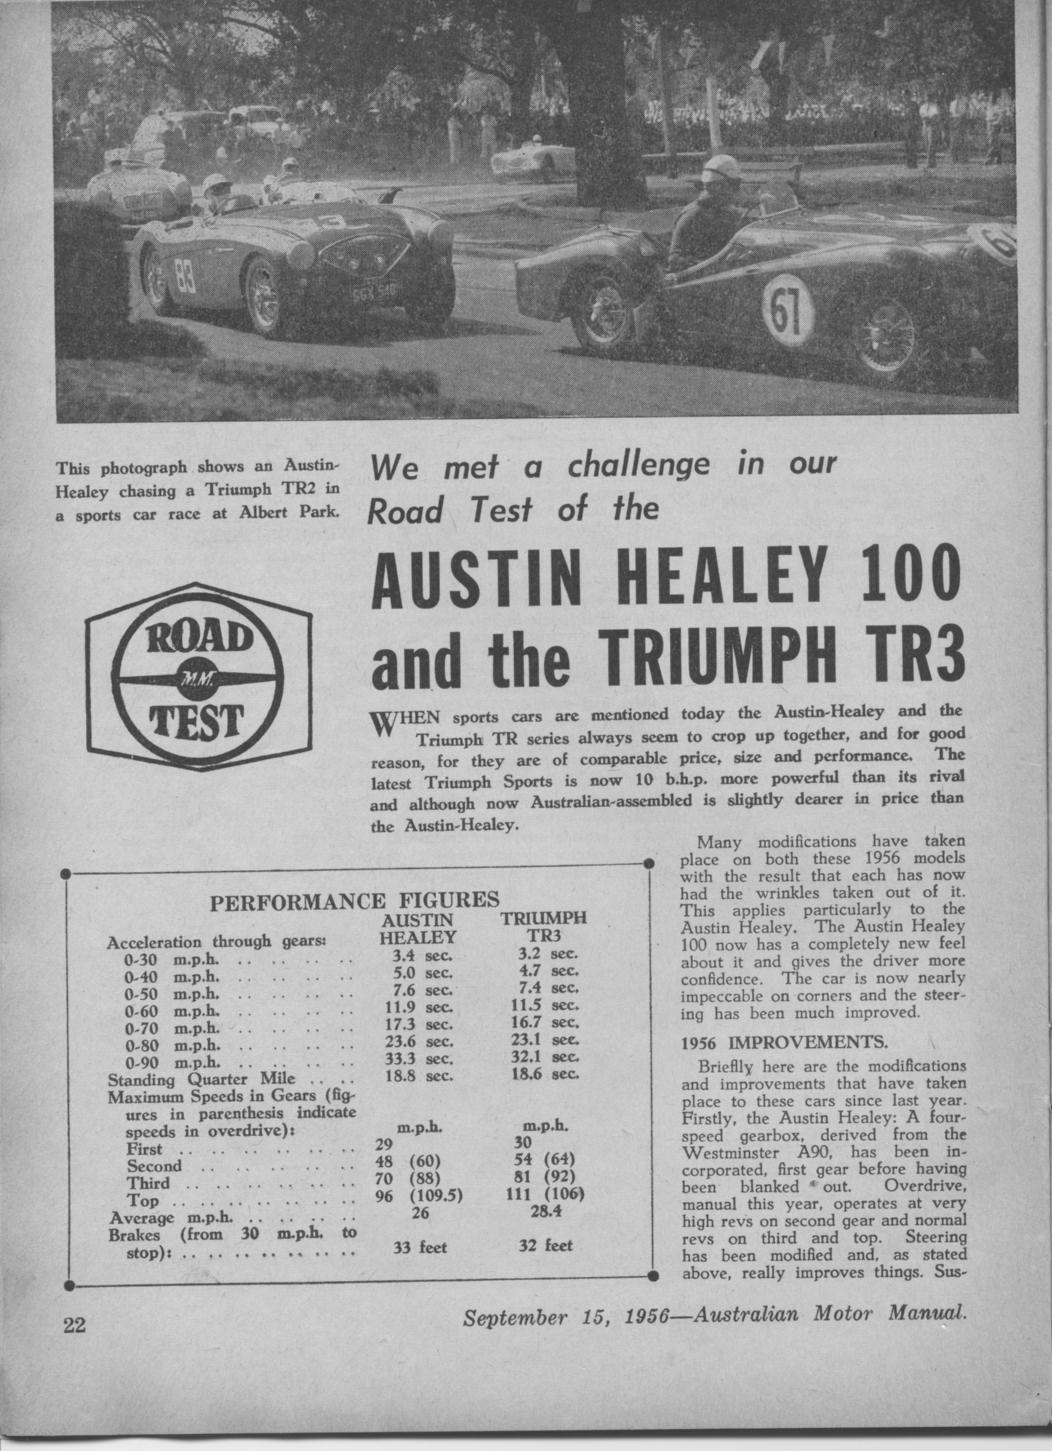 83
3
SGX 548
67
6
This photograph shows an Austin-
Healey chasing a Triumph TR2 in
a sports car race at Albert Park.
We met a challenge in our
Road Test of the
AUSTIN HEALEY 100
and the TRIUMPH TR3
ROAD
M.M.
TEST
WHEN sports cars are mentioned today the Austin-Healey and the
Triumph TR series always seem to crop up together, and for good
reason, for they are of comparable price, size and performance. The
latest Triumph Sports is now 10 b.h.p. more powerful than its rival
and although now Australian-assembled is slightly dearer in price than
the Austin-Healey.
PERFORMANCE FIGURES
AUSTIN TRIUMPH
Acceleration through gears: HEALEY TR3
0-30 m.p.h. .. .. .. .. .. 3.4 sec. 3.2 sec.
0-40 m.p.h. .. .. .. .. .. 5.0 sec. 4.7 sec.
0-50 m.p.h. .. .. .. .. .. 7.6 sec. 7.4 sec.
0-60 m.p.h. .. .. .. .. .. 11.9 sec. 11.5 sec.
0-70 m.p.h. .. .. .. .. .. 17.3 sec. 16.7 sec.
0-80 m.p.h. .. .. .. .. .. 23.6 sec. 23.1 sec.
0-90 m.p.h. .. .. .. .. .. 33.3 sec. 32.1 sec.
Standing Quarter Mile .. .. 18.8 sec. 18.6 sec.
Maximum Speeds in Gears (fig-
ures in parenthesis indicate
speeds in overdrive): m.p.h. m.p.h.
First .. .. .. .. .. .. .. 29 30
Second .. .. .. .. .. .. 48 (60) 54 (64)
Third .. .. .. .. .. .. .. 70 (88) 81 (92)
Top .. .. .. .. .. .. .. .. 96 (109.5) 111 (106)
Average m.p.h. .. .. .. .. .. 26 28.4
Brakes (from 30 m.p.h. to
stop): .. .. .. .. .. .. .. 33 feet 32 feet
Many modifications have taken
place on both these 1956 models
with the result that each has now
had the wrinkles taken out of it.
This applies particularly to the
Austin Healey. The Austin Healey
100 now has a completely new feel
about it and gives the driver more
confidence. The car is now nearly
impeccable on corners and the steer-
ing has been much improved.
1956 IMPROVEMENTS.
Briefly here are the modifications
and improvements that have taken
place to these cars since last year.
Firstly, the Austin Healey: A four-
speed gearbox, derived from the
Westminster A90, has been in-
corporated, first gear before having
been blanked out. Overdrive,
manual this year, operates at very
high revs on second gear and normal
revs on third and top. Steering
has been modified and, as stated
above, really improves things. Sus-
22
September 15, 1956—Australian Motor Manual.